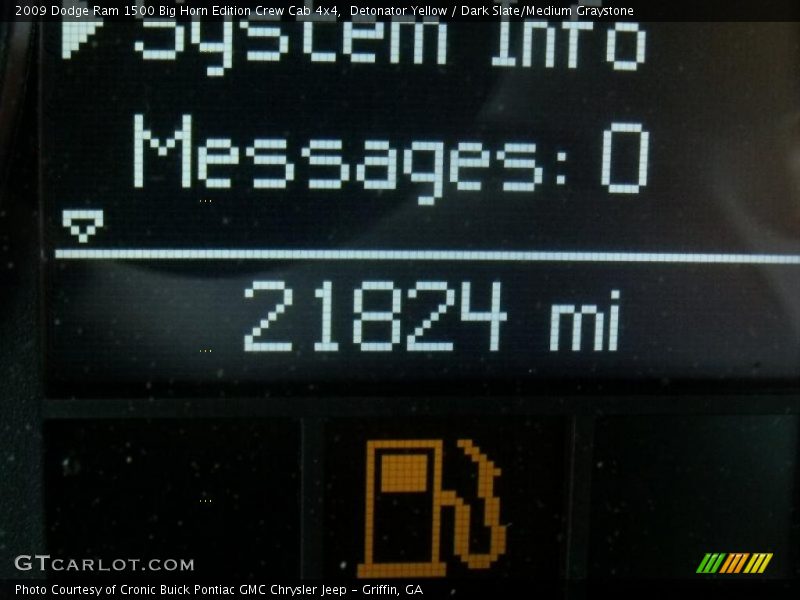 2009 Dodge Ram 1500 Big Horn Edition Crew Cab 4x4, Detonator Yellow / Dark Slate/Medium Graystone
System Info
Messages: 0
21824 mi
GTCARLOT.COM
Photo Courtesy of Cronic Buick Pontiac GMC Chrysler Jeep - Griffin, GA